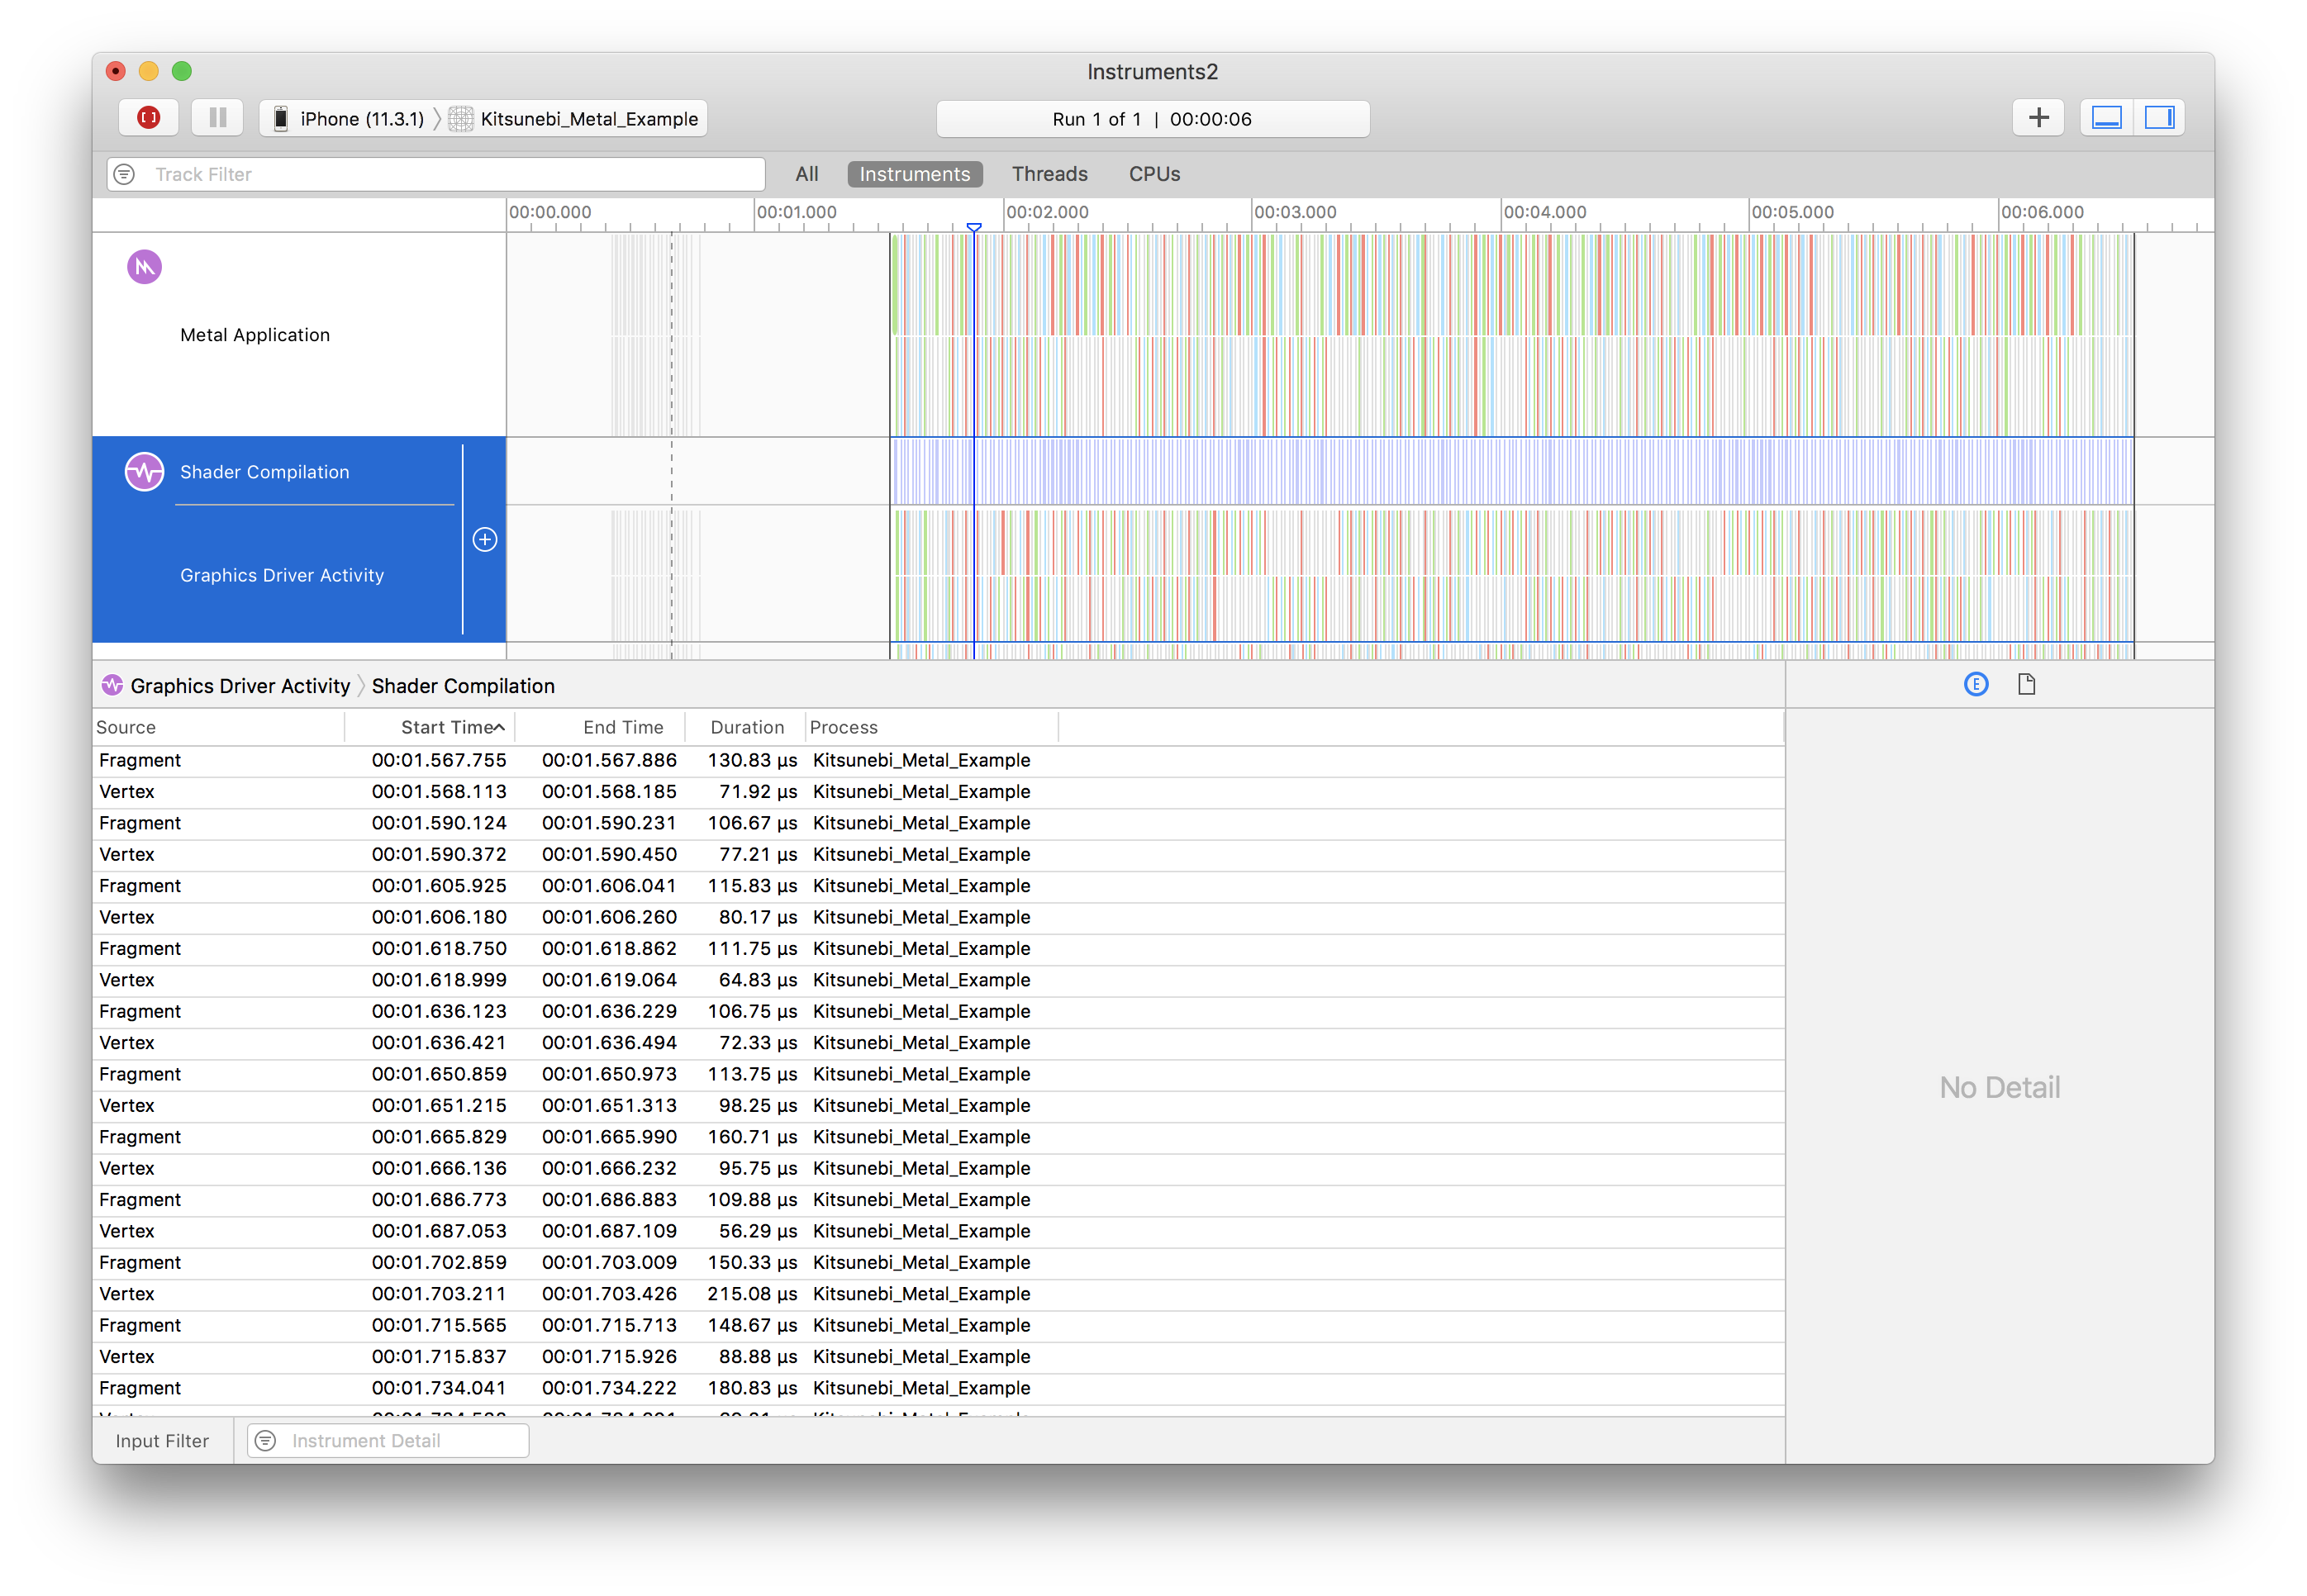 Instruments2
iPhone (11.3.1) Kitsunebi_Metal_Example
Run 1 of 1 | 00:00:06
Track Filter All Instruments Threads CPUs
00:00.000 00:01.000 00:02.000 00:03.000 00:04.000 00:05.000 00:06.000
Metal Application
Shader Compilation
Graphics Driver Activity
Graphics Driver Activity Shader Compilation
Source Start Time End Time Duration Process
Fragment 00:01.567.755 00:01.567.886 130.83 µs Kitsunebi_Metal_Example
Vertex 00:01.568.113 00:01.568.185 71.92 µs Kitsunebi_Metal_Example
Fragment 00:01.590.124 00:01.590.231 106.67 µs Kitsunebi_Metal_Example
Vertex 00:01.590.372 00:01.590.450 77.21 µs Kitsunebi_Metal_Example
Fragment 00:01.605.925 00:01.606.041 115.83 µs Kitsunebi_Metal_Example
Vertex 00:01.606.180 00:01.606.260 80.17 µs Kitsunebi_Metal_Example
Fragment 00:01.618.750 00:01.618.862 111.75 µs Kitsunebi_Metal_Example
Vertex 00:01.618.999 00:01.619.064 64.83 µs Kitsunebi_Metal_Example
Fragment 00:01.636.123 00:01.636.229 106.75 µs Kitsunebi_Metal_Example
Vertex 00:01.636.421 00:01.636.494 72.33 µs Kitsunebi_Metal_Example
Fragment 00:01.650.859 00:01.650.973 113.75 µs Kitsunebi_Metal_Example
Vertex 00:01.651.215 00:01.651.313 98.25 µs Kitsunebi_Metal_Example
Fragment 00:01.665.829 00:01.665.990 160.71 µs Kitsunebi_Metal_Example
Vertex 00:01.666.136 00:01.666.232 95.75 µs Kitsunebi_Metal_Example
Fragment 00:01.686.773 00:01.686.883 109.88 µs Kitsunebi_Metal_Example
Vertex 00:01.687.053 00:01.687.109 56.29 µs Kitsunebi_Metal_Example
Fragment 00:01.702.859 00:01.703.009 150.33 µs Kitsunebi_Metal_Example
Vertex 00:01.703.211 00:01.703.426 215.08 µs Kitsunebi_Metal_Example
Fragment 00:01.715.565 00:01.715.713 148.67 µs Kitsunebi_Metal_Example
Vertex 00:01.715.837 00:01.715.926 88.88 µs Kitsunebi_Metal_Example
Fragment 00:01.734.041 00:01.734.222 180.83 µs Kitsunebi_Metal_Example
No Detail
Input Filter Instrument Detail